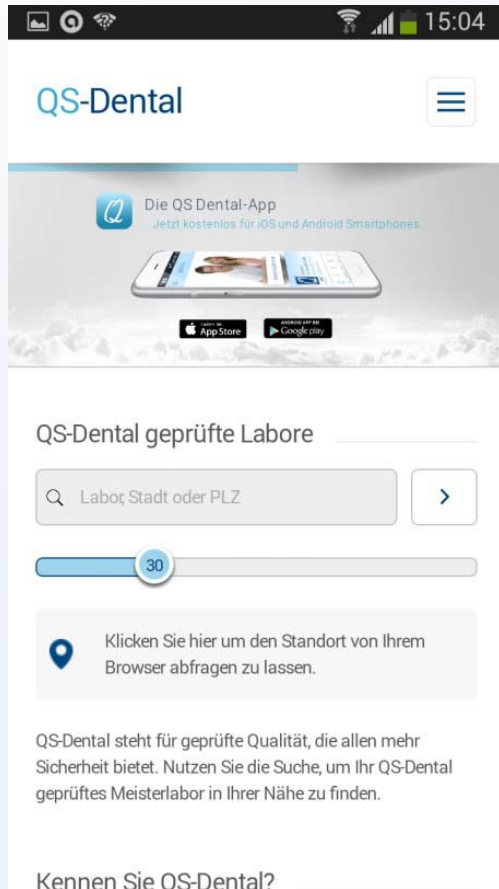 15:04
QS-Dental
Die QS Dental-App
Jetzt kostenlos für iOS und Android Smartphones
App Store
ANDROID APP BEI
Google play
QS-Dental geprüfte Labore
Labor, Stadt oder PLZ
30
Klicken Sie hier um den Standort von Ihrem
Browser abfragen zu lassen.
QS-Dental steht für geprüfte Qualität, die allen mehr
Sicherheit bietet. Nutzen Sie die Suche, um Ihr QS-Dental
geprüftes Meisterlabor in Ihrer Nähe zu finden.
Kennen Sie QS-Dental?